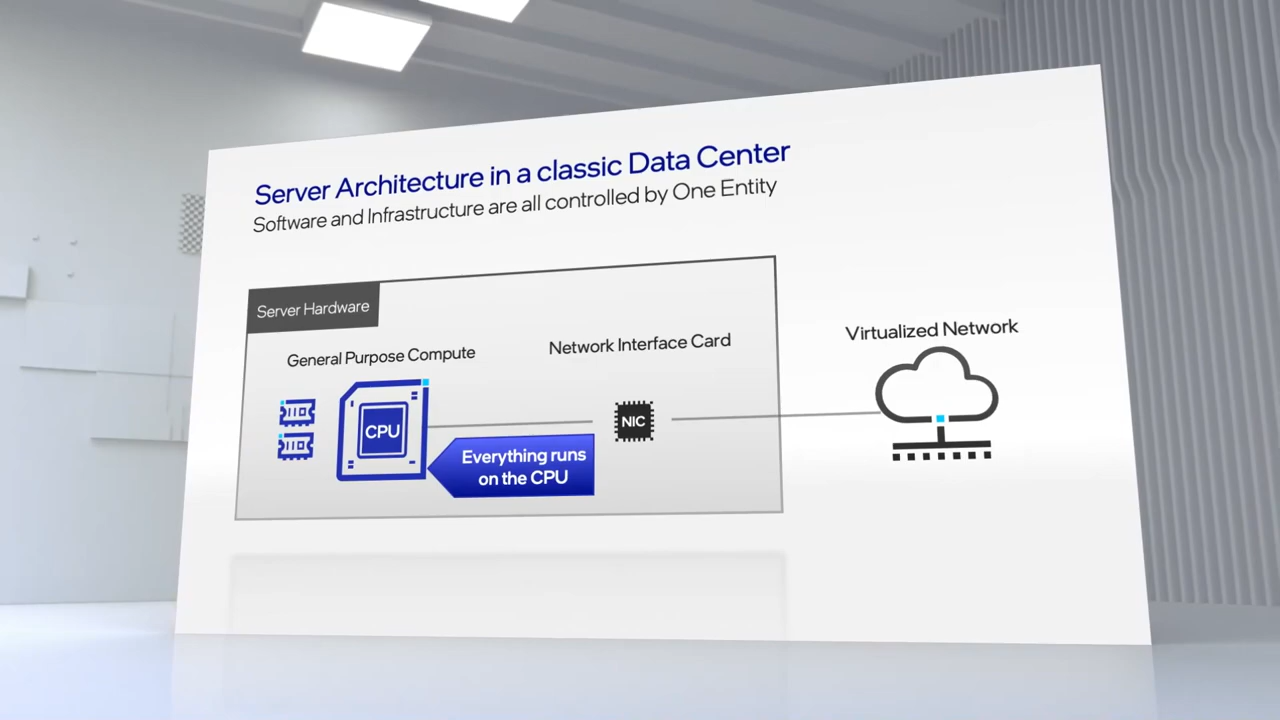 Server Architecture in a classic Data Center
Software and Infrastructure are all controlled by One Entity
Server Hardware
General Purpose Compute
Network Interface Card
Virtualized Network
CPU
NIC
Everything runs
on the CPU